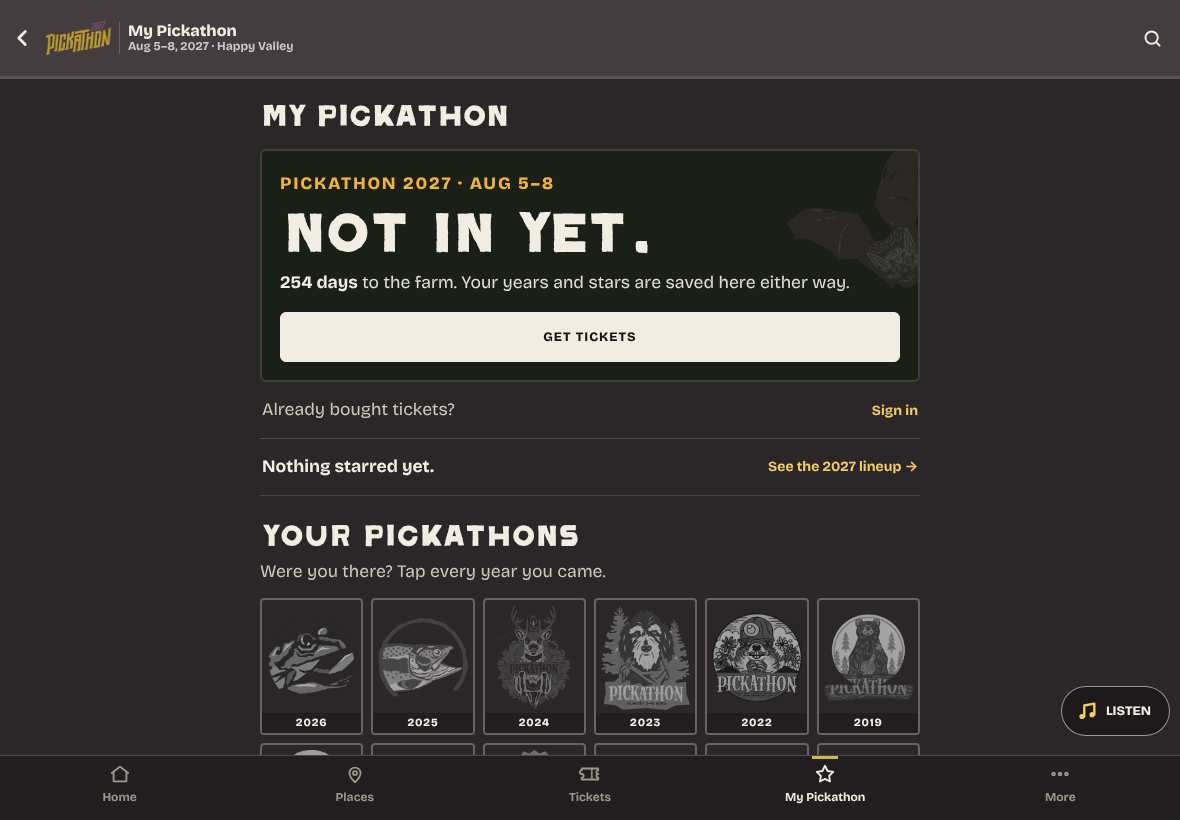 PICKATHON
My Pickathon
Aug 5–8, 2027 · Happy Valley
MY PICKATHON
PICKATHON 2027 · AUG 5–8
NOT IN YET.
254 days to the farm. Your years and stars are saved here either way.
GET TICKETS
Already bought tickets?
Sign in
Nothing starred yet.
See the 2027 lineup →
YOUR PICKATHONS
Were you there? Tap every year you came.
PICKATHON
PICKATHON
PICKATHON
PICKATHON
2026
2025
2024
2023
2022
2019
LISTEN
Home
Places
Tickets
My Pickathon
More